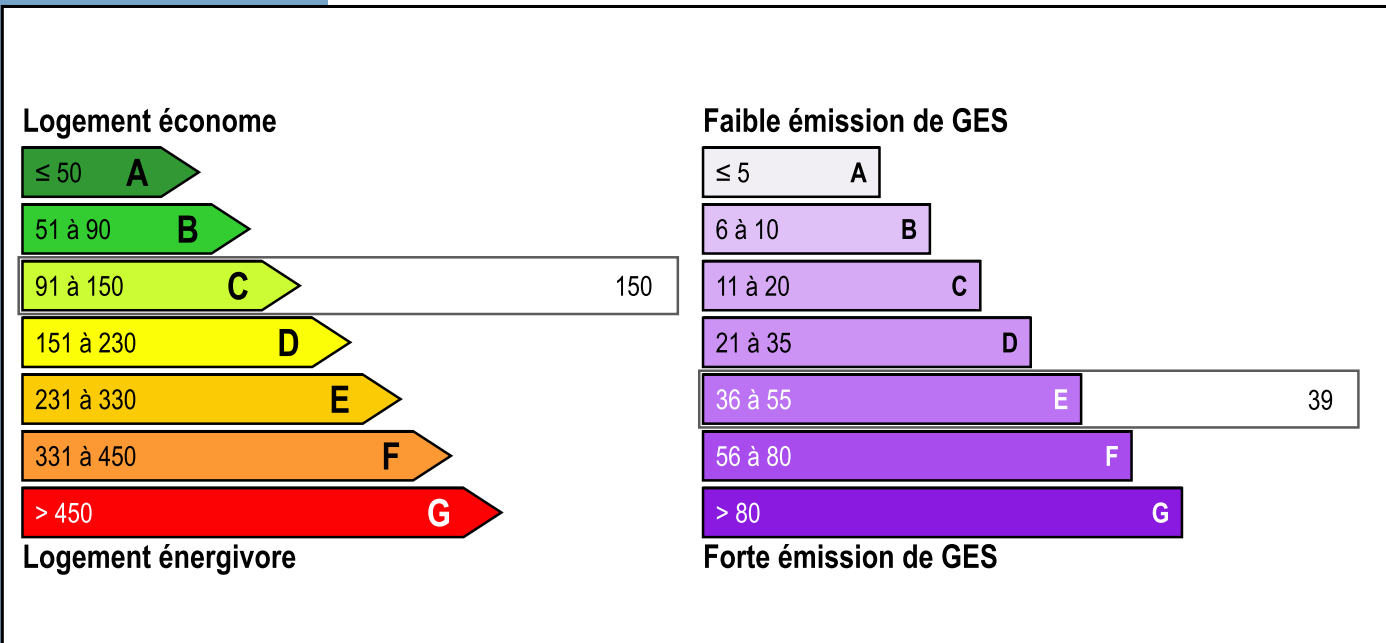 Logement économe
≤ 50 A
51 à 90 B
91 à 150 C 150
151 à 230 D
231 à 330 E
331 à 450 F
> 450 G
Logement énergivore
Faible émission de GES
≤ 5 A
6 à 10 B
11 à 20 C
21 à 35 D
36 à 55 E 39
56 à 80 F
> 80 G
Forte émission de GES